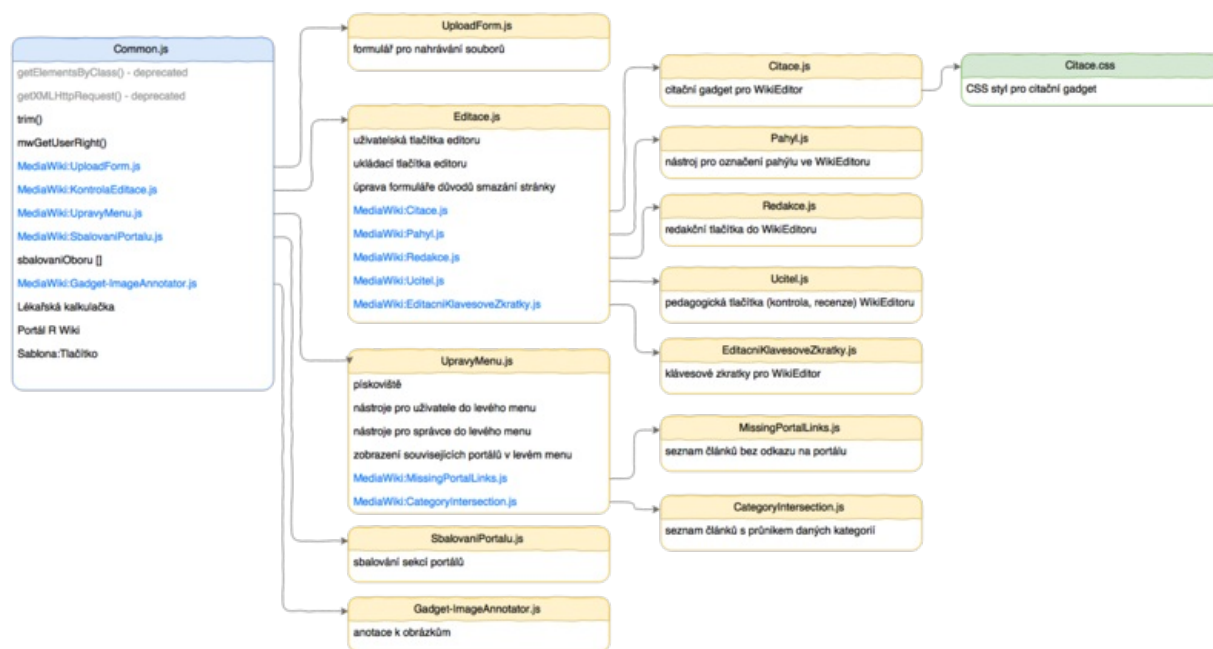 Common.js
getElementsByClass() - deprecated
getXMLHttpRequest() - deprecated
trim()
mwGetUserRight()
MediaWiki:UploadForm.js
MediaWiki:KontrolaEditace.js
MediaWiki:UpravyMenu.js
MediaWiki:SbalovaniPortalu.js
sbalovaniOboru []
MediaWiki:Gadget-ImageAnnotator.js
Lékařská kalkulačka
Portál R Wiki
Sablona:Tlačítko
UploadForm.js
formulář pro nahrávání souborů
Editace.js
uživatelská tlačítka editoru
ukládací tlačítka editoru
úprava formuláře důvodů smazání stránky
MediaWiki:Citace.js
MediaWiki:Pahyl.js
MediaWiki:Redakce.js
MediaWiki:Ucitel.js
MediaWiki:EditacniKlavesoveZkratky.js
UpravyMenu.js
pískoviště
nástroje pro uživatele do levého menu
nástroje pro správce do levého menu
zobrazení souvisejících portálů v levém menu
MediaWiki:MissingPortalLinks.js
MediaWiki:CategoryIntersection.js
SbalovaniPortalu.js
sbalování sekcí portálů
Gadget-ImageAnnotator.js
anotace k obrázkům
Citace.js
citační gadget pro WikiEditor
Pahyl.js
nástroj pro označení pahýlu ve WikiEditoru
Redakce.js
redakční tlačítka do WikiEditoru
Ucitel.js
pedagogická tlačítka (kontrola, recenze) WikiEditoru
EditacniKlavesoveZkratky.js
klávesové zkratky pro WikiEditor
MissingPortalLinks.js
seznam článků bez odkazu na portálu
CategoryIntersection.js
seznam článků s průnikem daných kategorií
Citace.css
CSS styl pro citační gadget